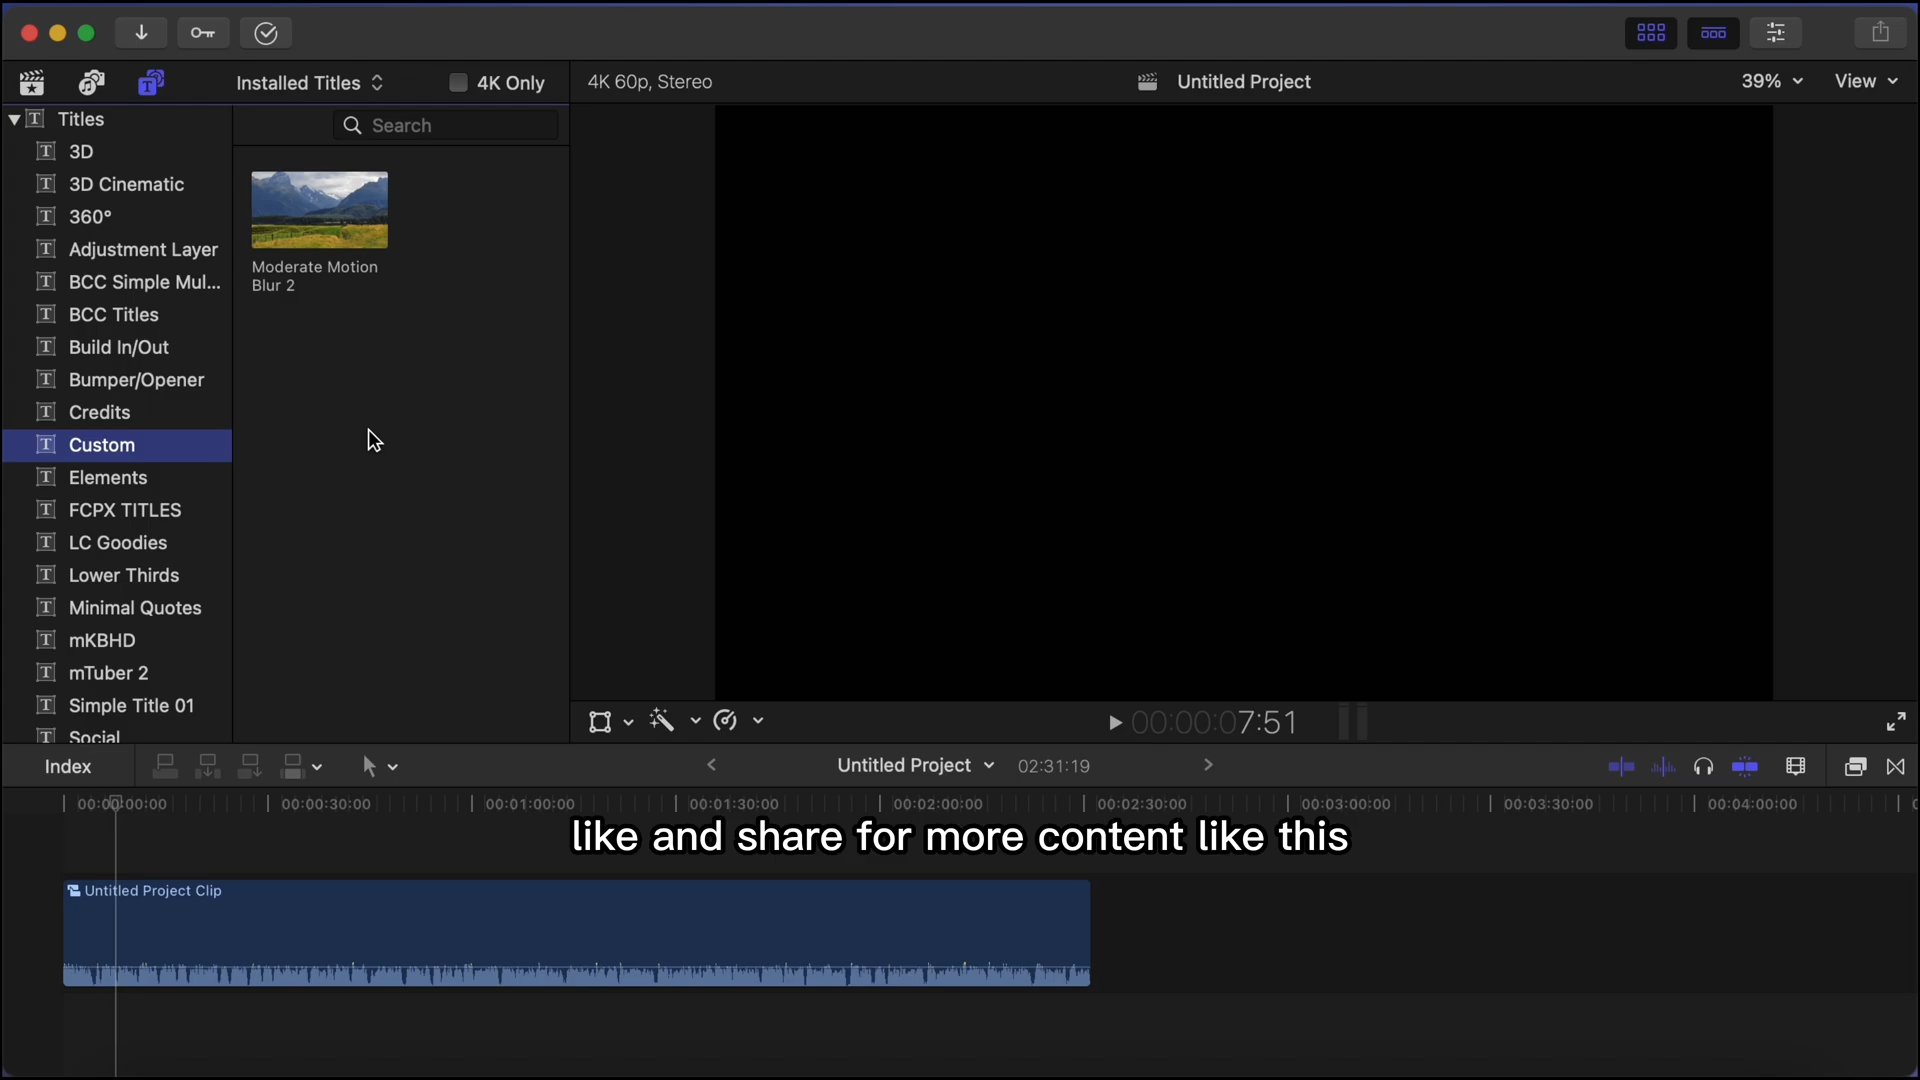 Installed Titles
4K Only
4K 60p, Stereo
Untitled Project
39%
View
Titles
Search
3D
3D Cinematic
360°
Adjustment Layer
BCC Simple Mul...
BCC Titles
Build In/Out
Bumper/Opener
Credits
Custom
Elements
FCPX TITLES
LC Goodies
Lower Thirds
Minimal Quotes
mKBHD
mTuber 2
Simple Title 01
Social
Moderate Motion
Blur 2
00:00:07:51
Index
Untitled Project
02:31:19
00:00:00:00
00:00:30:00
00:01:00:00
00:01:30:00
00:02:00:00
00:02:30:00
00:03:00:00
00:03:30:00
00:04:00:00
like and share for more content like this
Untitled Project Clip